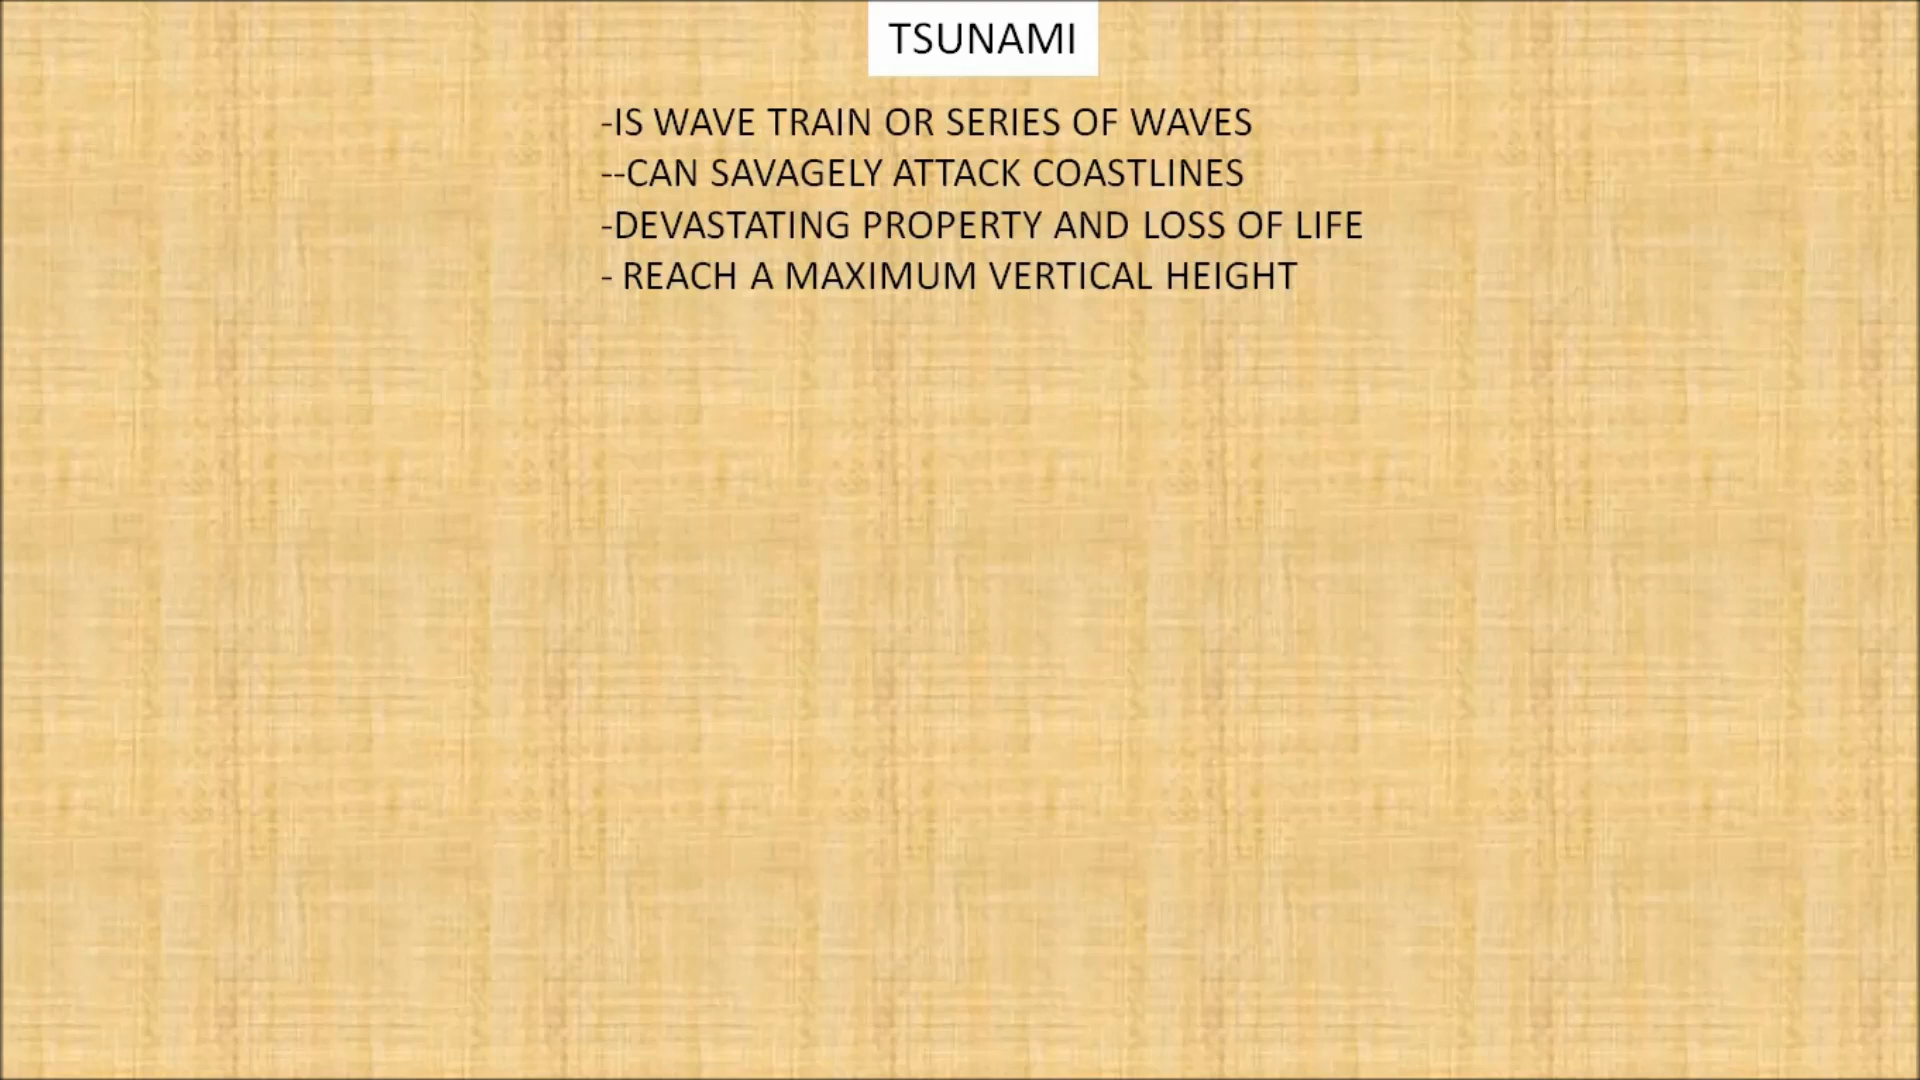 TSUNAMI
-IS WAVE TRAIN OR SERIES OF WAVES
--CAN SAVAGELY ATTACK COASTLINES
-DEVASTATING PROPERTY AND LOSS OF LIFE
- REACH A MAXIMUM VERTICAL HEIGHT